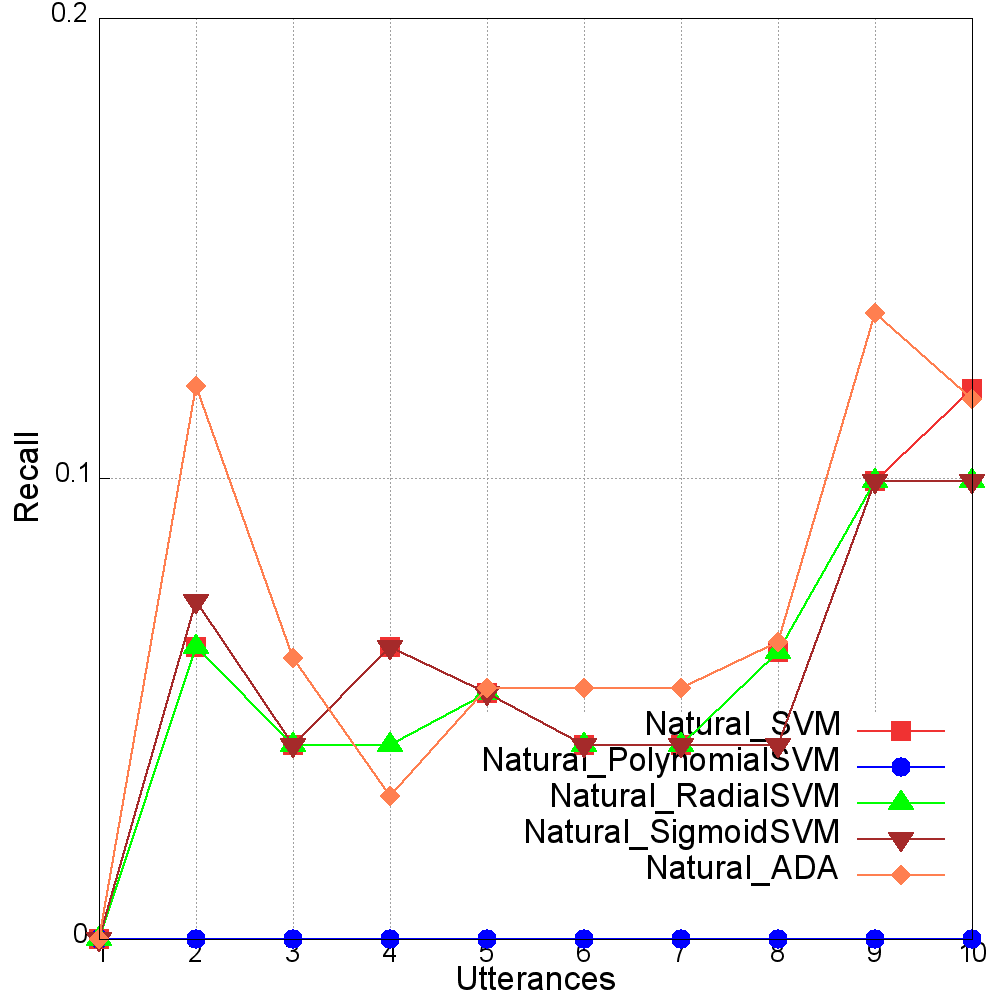 0.2
0.1
0
Recall
1 2 3 4 5 6 7 8 9 10
Utterances
Natural_SVM
Natural_PolynomialSVM
Natural_RadialSVM
Natural_SigmoidSVM
Natural_ADA